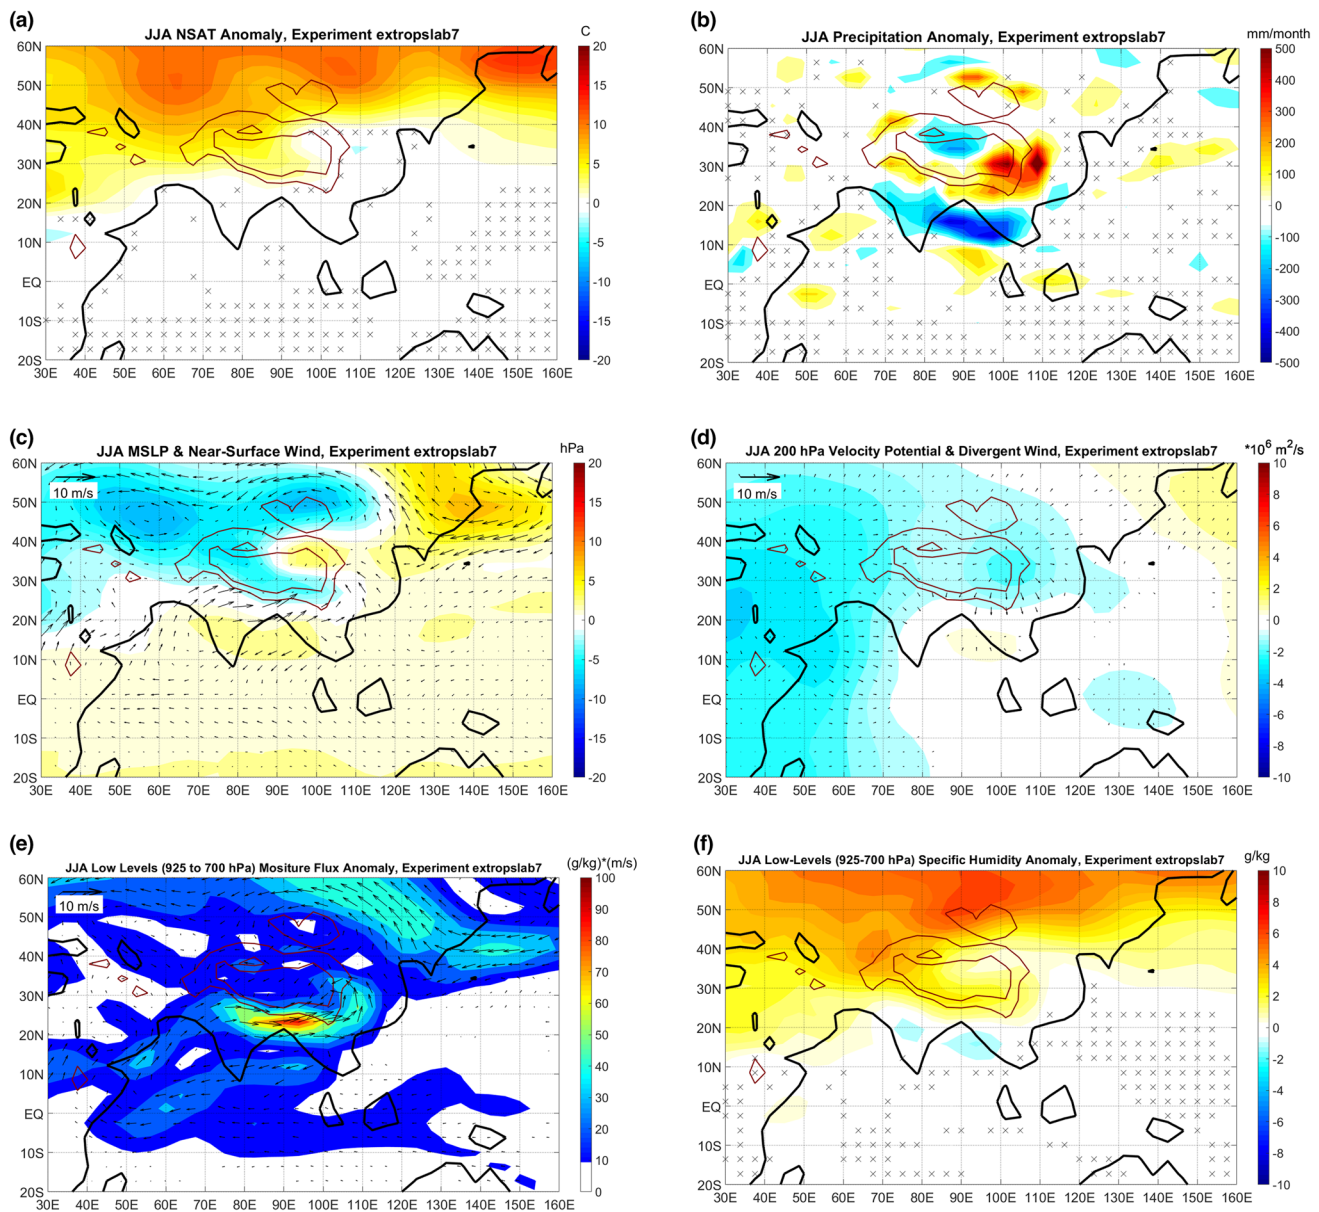 (a)
JJA NSAT Anomaly, Experiment extropslab7
C
60N
50N
40N
30N
20N
10N
EQ
10S
20S
30E 40E 50E 60E 70E 80E 90E 100E 110E 120E 130E 140E 150E 160E
20
15
10
5
0
-5
-10
-15
-20
(b)
JJA Precipitation Anomaly, Experiment extropslab7
mm/month
60N
50N
40N
30N
20N
10N
EQ
10S
20S
30E 40E 50E 60E 70E 80E 90E 100E 110E 120E 130E 140E 150E 160E
500
400
300
200
100
0
-100
-200
-300
-400
-500
(c)
JJA MSLP & Near-Surface Wind, Experiment extropslab7
hPa
10 m/s
60N
50N
40N
30N
20N
10N
EQ
10S
20S
30E 40E 50E 60E 70E 80E 90E 100E 110E 120E 130E 140E 150E 160E
20
15
10
5
0
-5
-10
-15
-20
(d)
JJA 200 hPa Velocity Potential & Divergent Wind, Experiment extropslab7
*10⁶ m²/s
10 m/s
60N
50N
40N
30N
20N
10N
EQ
10S
20S
30E 40E 50E 60E 70E 80E 90E 100E 110E 120E 130E 140E 150E 160E
10
8
6
4
2
0
-2
-4
-6
-8
-10
(e)
JJA Low Levels (925 to 700 hPa) Mositure Flux Anomaly, Experiment extropslab7
(g/kg)*(m/s)
10 m/s
60N
50N
40N
30N
20N
10N
EQ
10S
20S
30E 40E 50E 60E 70E 80E 90E 100E 110E 120E 130E 140E 150E 160E
100
90
80
70
60
50
40
30
20
10
0
(f)
JJA Low-Levels (925-700 hPa) Specific Humidity Anomaly, Experiment extropslab7
g/kg
60N
50N
40N
30N
20N
10N
EQ
10S
20S
30E 40E 50E 60E 70E 80E 90E 100E 110E 120E 130E 140E 150E 160E
10
8
6
4
2
0
-2
-4
-6
-8
-10